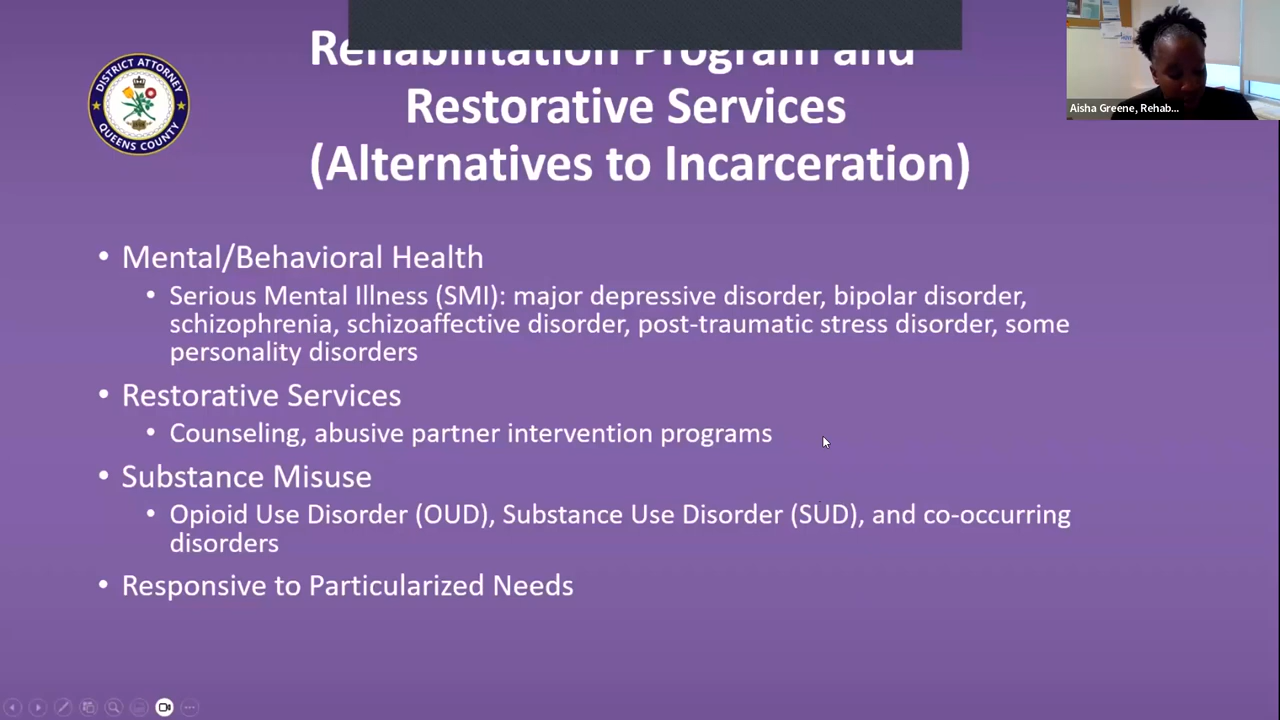 Rehabilitation Program and
Restorative Services
(Alternatives to Incarceration)
DISTRICT ATTORNEY
QUEENS COUNTY
Aisha Greene, Rehab...
• Mental/Behavioral Health
• Serious Mental Illness (SMI): major depressive disorder, bipolar disorder,
schizophrenia, schizoaffective disorder, post-traumatic stress disorder, some
personality disorders
• Restorative Services
• Counseling, abusive partner intervention programs
• Substance Misuse
• Opioid Use Disorder (OUD), Substance Use Disorder (SUD), and co-occurring
disorders
• Responsive to Particularized Needs